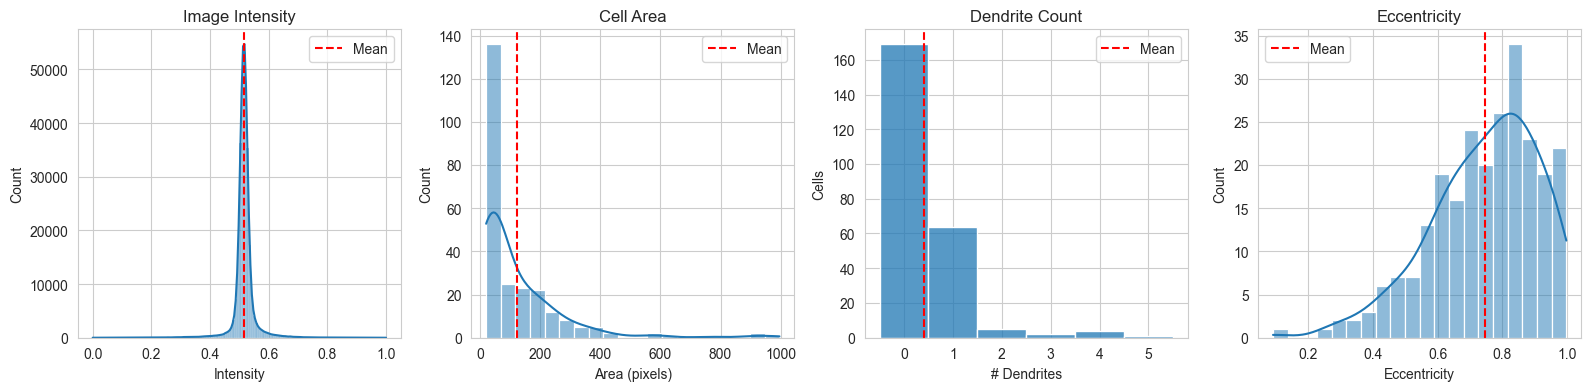 Image Intensity
Mean
50000
40000
30000
20000
10000
0
Count
0.0 0.2 0.4 0.6 0.8 1.0
Intensity
Cell Area
Mean
140
120
100
80
60
40
20
0
Count
0 200 400 600 800 1000
Area (pixels)
Dendrite Count
Mean
160
140
120
100
80
60
40
20
0
Cells
0 1 2 3 4 5
# Dendrites
Eccentricity
Mean
35
30
25
20
15
10
5
0
Count
0.2 0.4 0.6 0.8 1.0
Eccentricity